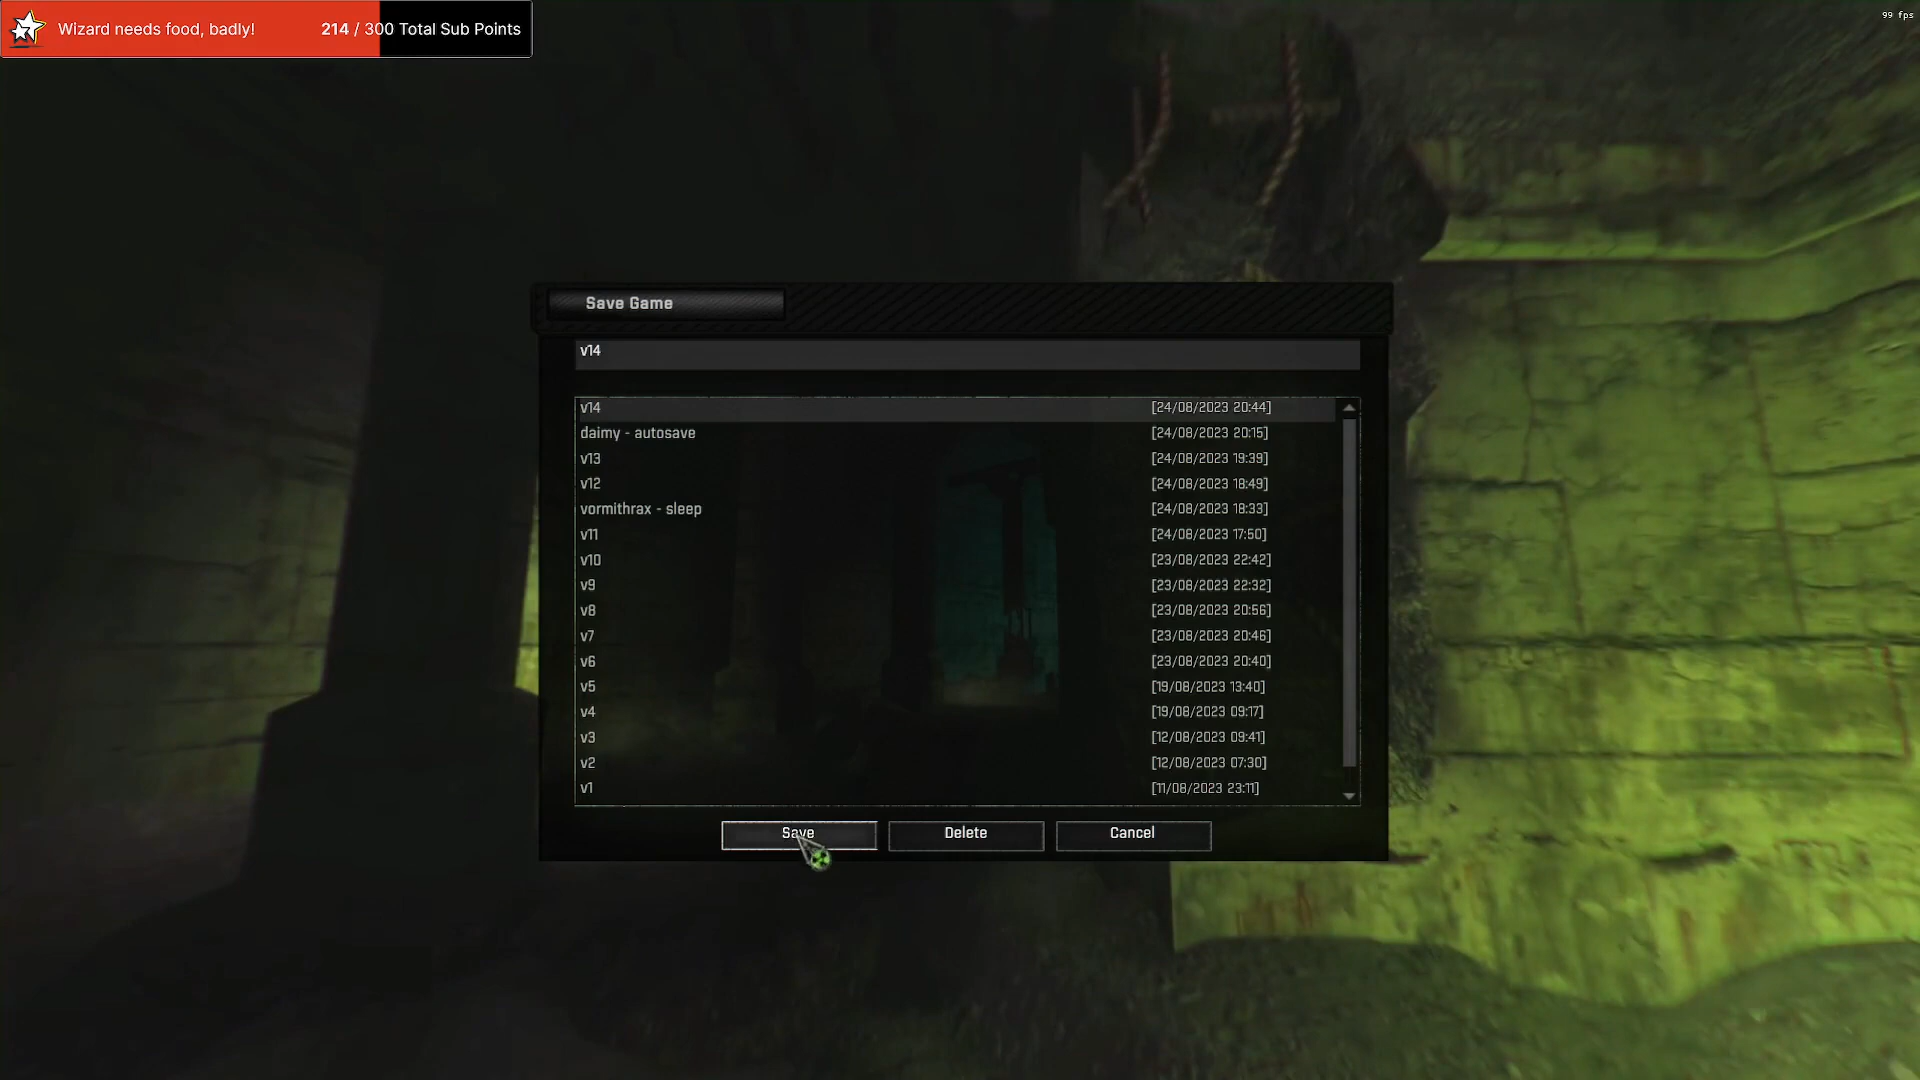 Wizard needs food, badly! 214 / 300 Total Sub Points
99 fps
Save Game
v14
v14 [24/08/2023 20:44]
daimy - autosave [24/08/2023 20:15]
v13 [24/08/2023 19:39]
v12 [24/08/2023 18:49]
vormithrax - sleep [24/08/2023 18:33]
v11 [24/08/2023 17:50]
v10 [23/08/2023 22:42]
v9 [23/08/2023 22:32]
v8 [23/08/2023 20:56]
v7 [23/08/2023 20:46]
v6 [23/08/2023 20:40]
v5 [19/08/2023 13:40]
v4 [19/08/2023 09:17]
v3 [12/08/2023 09:41]
v2 [12/08/2023 07:30]
v1 [11/08/2023 23:11]
Save Delete Cancel